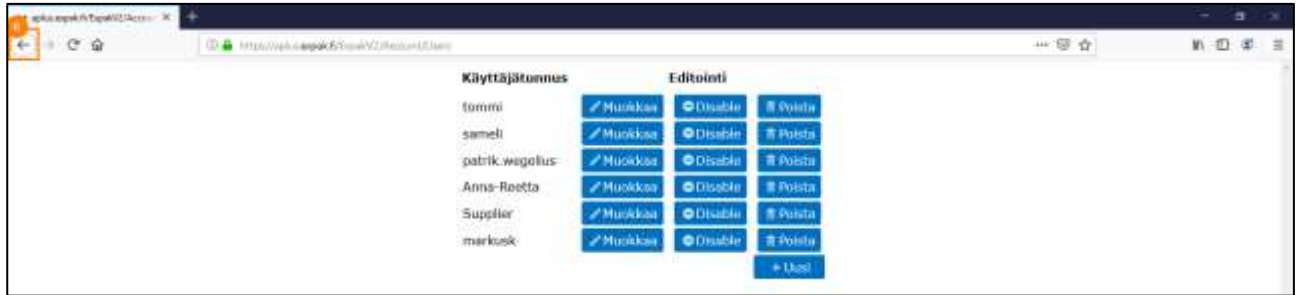 Käyttäjätunnus Editointi
tommi Muokkaa Disable Poista
sameli Muokkaa Disable Poista
patrik.wegelius Muokkaa Disable Poista
Anna-Reetta Muokkaa Disable Poista
Supplier Muokkaa Disable Poista
markusk Muokkaa Disable Poista
+ Uusi